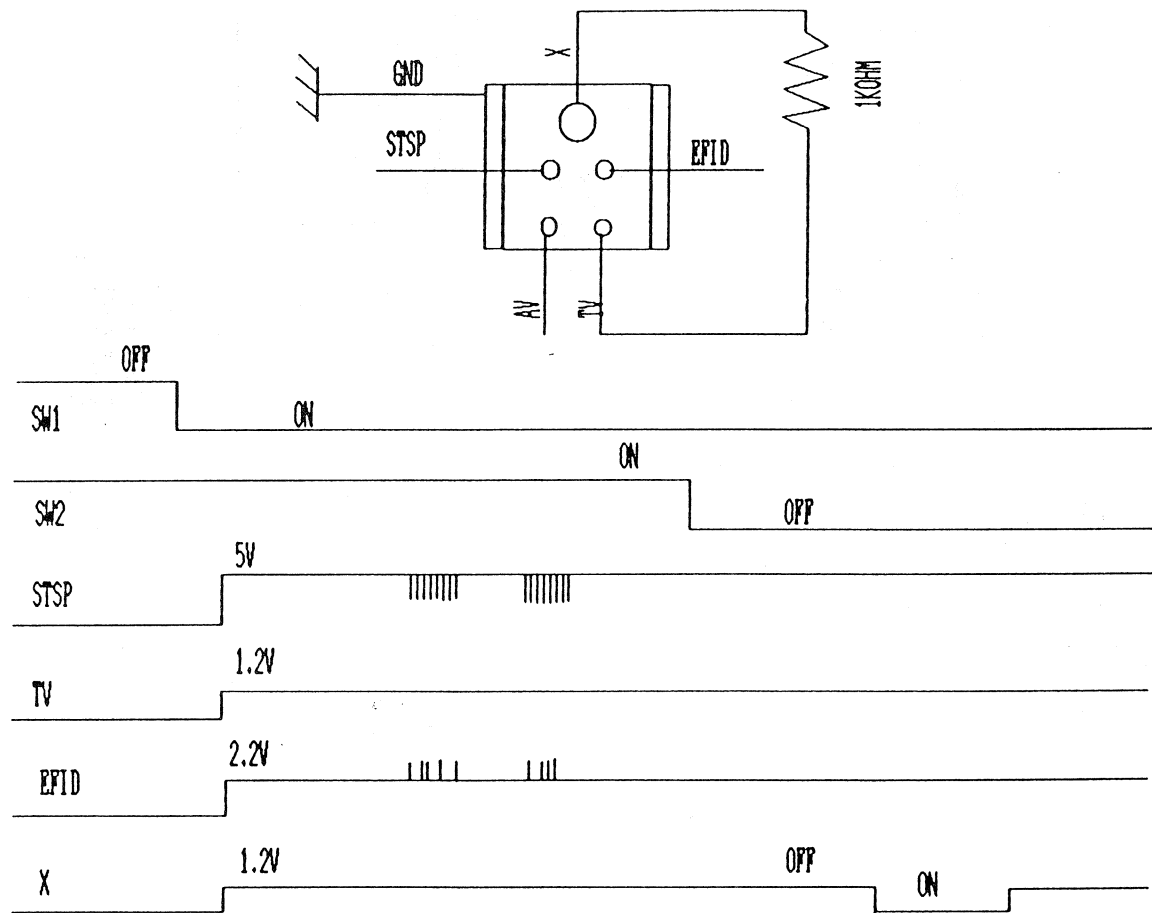 X
GND
1KOHM
STSP
EFID
AV
TV
OFF
SW1
ON
ON
SW2
OFF
5V
STSP
1.2V
TV
2.2V
EFID
1.2V
OFF
X
ON